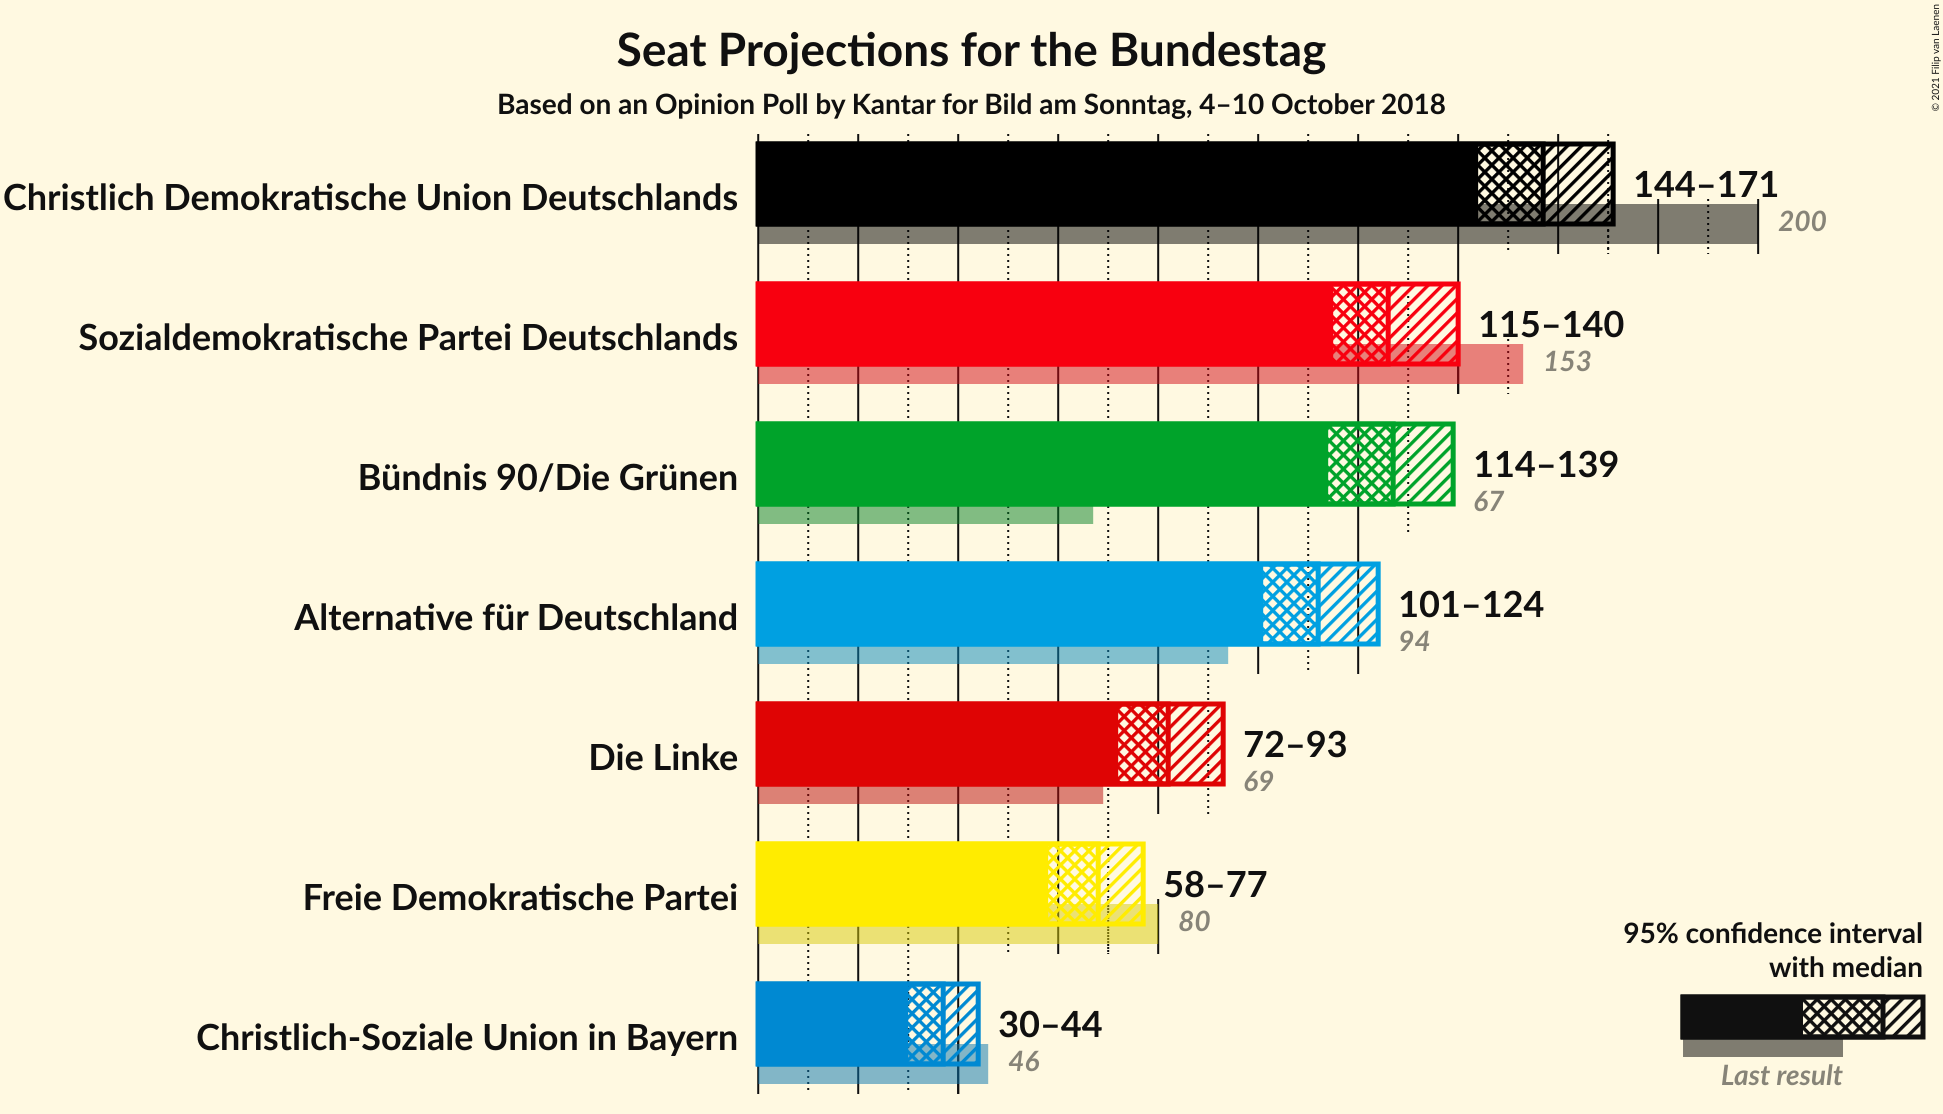 Seat Projections for the Bundestag
Based on an Opinion Poll by Kantar for Bild am Sonntag, 4–10 October 2018
© 2021 Filip van Laenen
Christlich Demokratische Union Deutschlands
144–171
200
Sozialdemokratische Partei Deutschlands
115–140
153
Bündnis 90/Die Grünen
114–139
67
Alternative für Deutschland
101–124
94
Die Linke
72–93
69
Freie Demokratische Partei
58–77
80
Christlich-Soziale Union in Bayern
30–44
46
95% confidence interval
with median
Last result